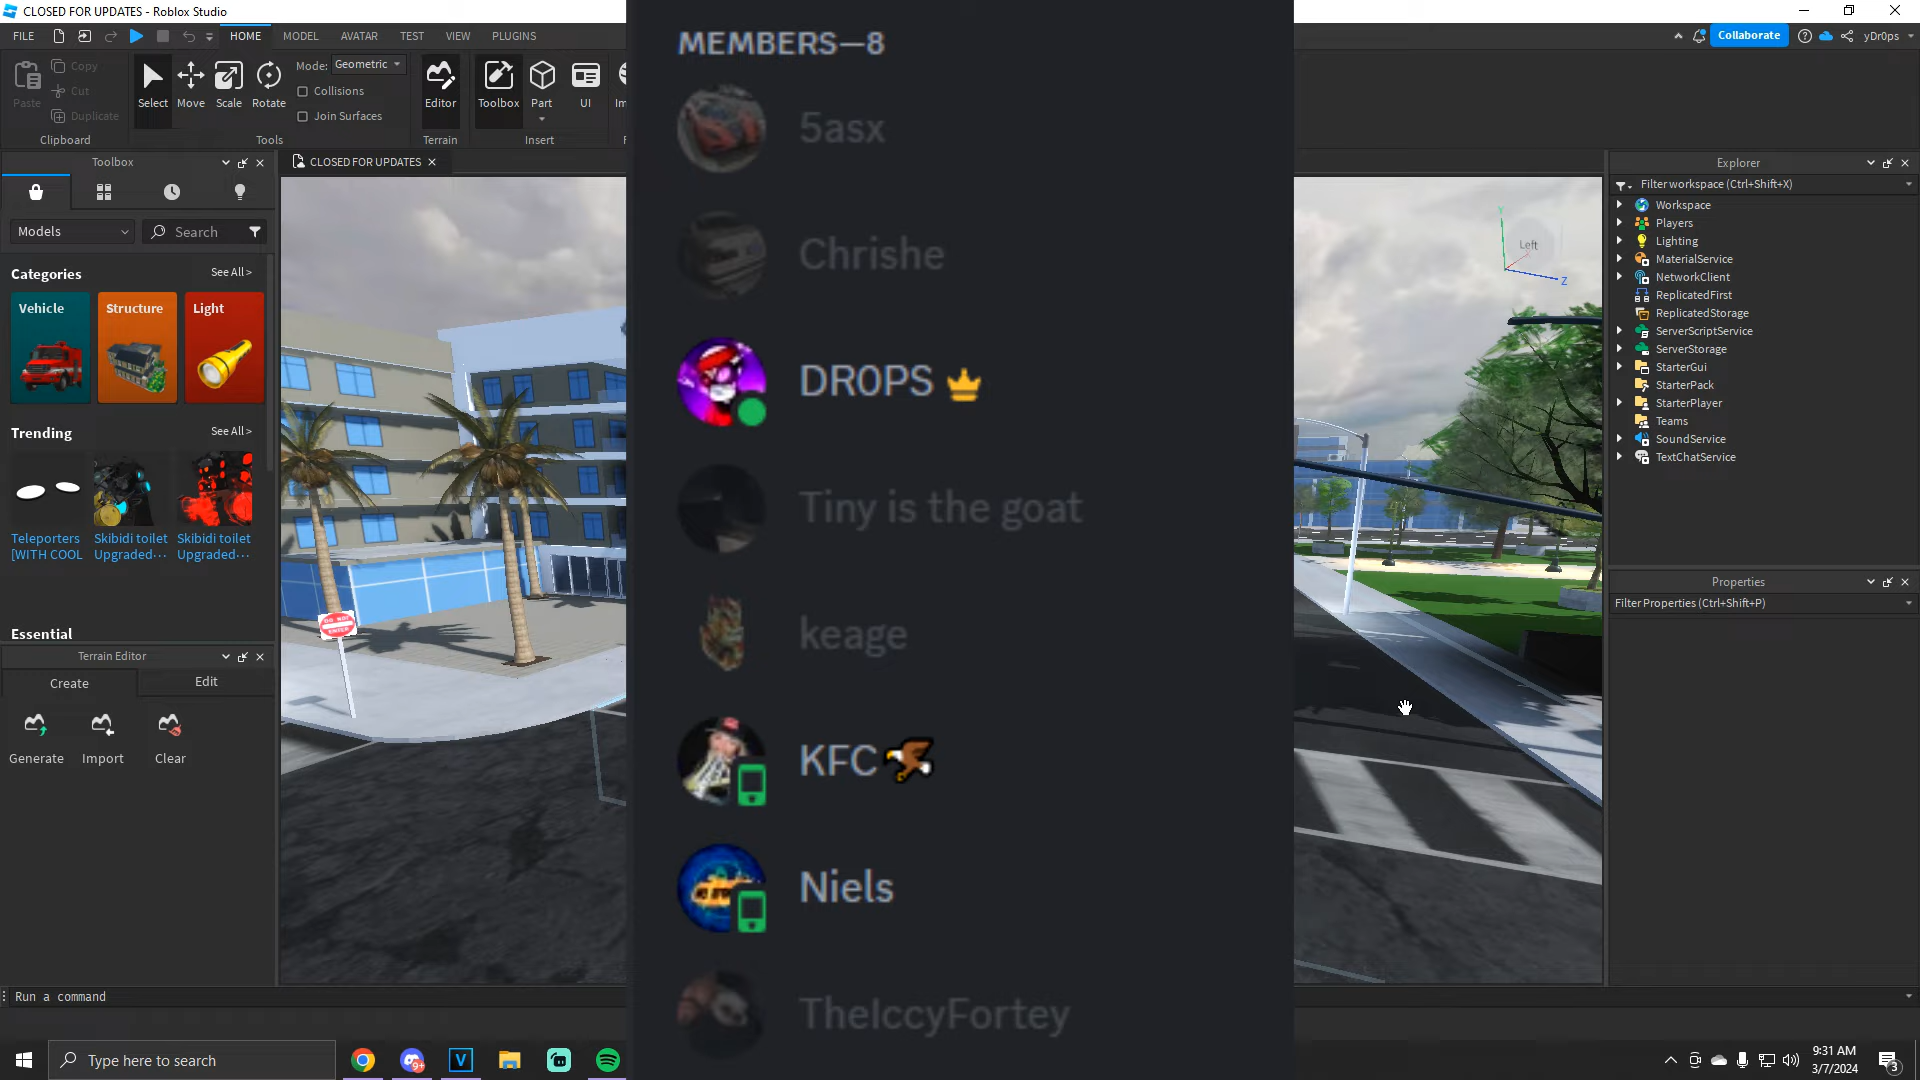 CLOSED FOR UPDATES - Roblox Studio
FILE
HOME
MODEL
AVATAR
TEST
VIEW
PLUGINS
Collaborate
yDr0ps
Paste
Copy
Cut
Duplicate
Clipboard
Select
Move
Scale
Rotate
Mode:
Geometric
Collisions
Join Surfaces
Tools
Editor
Terrain
Toolbox
Part
UI
Im
Insert
Toolbox
CLOSED FOR UPDATES
Models
Search
Categories
See All >
Vehicle
Structure
Light
Trending
See All >
Teleporters
[WITH COOL
Skibidi toilet
Upgraded...
Skibidi toilet
Upgraded...
Essential
Terrain Editor
Create
Edit
Generate
Import
Clear
DO NOT
ENTER
MEMBERS—8
5asx
Chrishe
DR0PS
Tiny is the goat
keage
KFC
Niels
TheIccyFortey
Y
Left
Z
Explorer
Filter workspace (Ctrl+Shift+X)
Workspace
Players
Lighting
MaterialService
NetworkClient
ReplicatedFirst
ReplicatedStorage
ServerScriptService
ServerStorage
StarterGui
StarterPack
StarterPlayer
Teams
SoundService
TextChatService
Properties
Filter Properties (Ctrl+Shift+P)
Run a command
Type here to search
9+
V
9:31 AM
3/7/2024
3